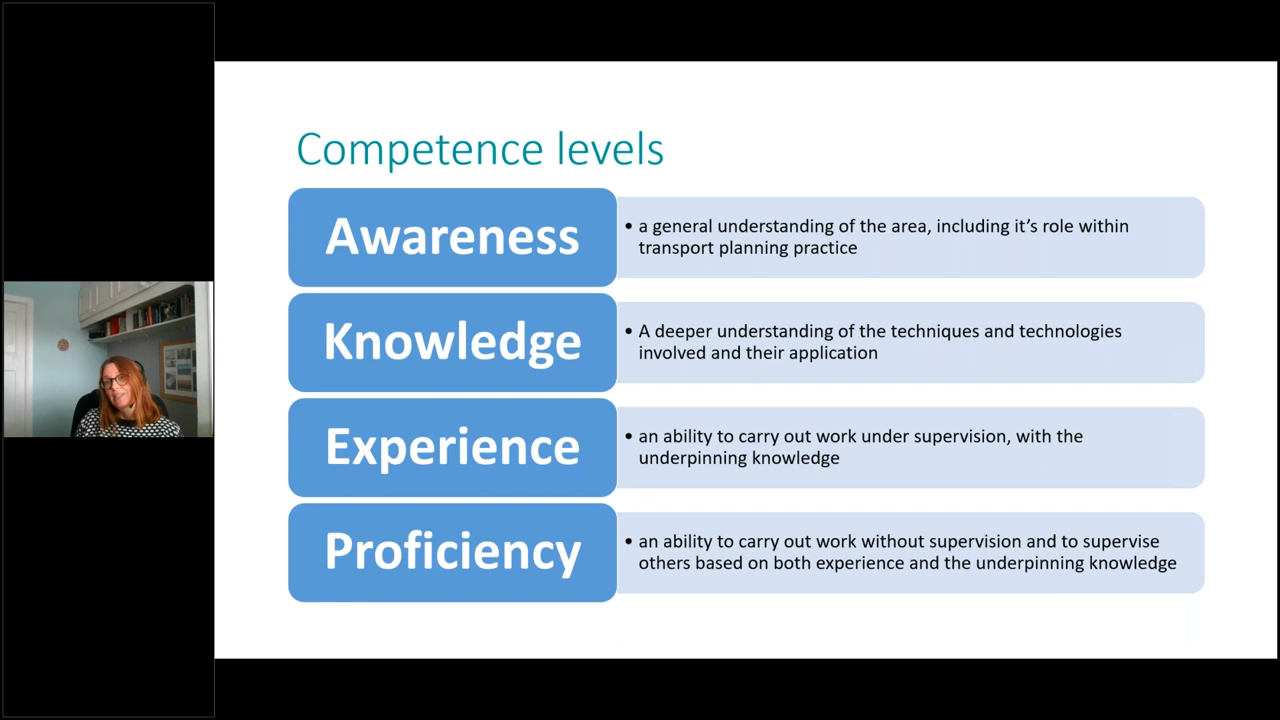 Competence levels
Awareness
• a general understanding of the area, including it’s role within
transport planning practice
Knowledge
• A deeper understanding of the techniques and technologies
involved and their application
Experience
• an ability to carry out work under supervision, with the
underpinning knowledge
Proficiency
• an ability to carry out work without supervision and to supervise
others based on both experience and the underpinning knowledge